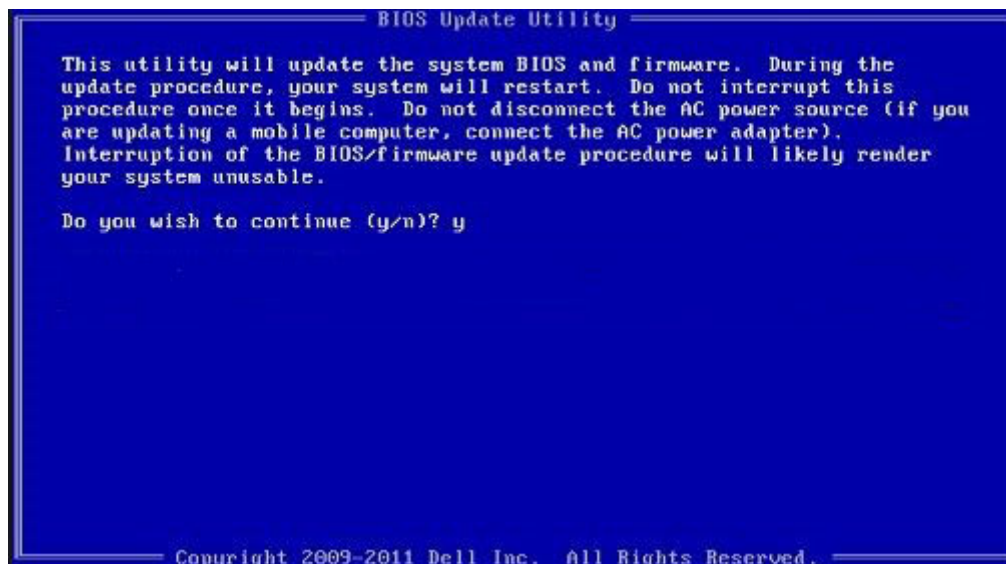 BIOS Update Utility
This utility will update the system BIOS and firmware. During the
update procedure, your system will restart. Do not interrupt this
procedure once it begins. Do not disconnect the AC power source (if you
are updating a mobile computer, connect the AC power adapter).
Interruption of the BIOS/firmware update procedure will likely render
your system unusable.
Do you wish to continue (y/n)? y
Copyright 2009-2011 Dell Inc. All Rights Reserved.